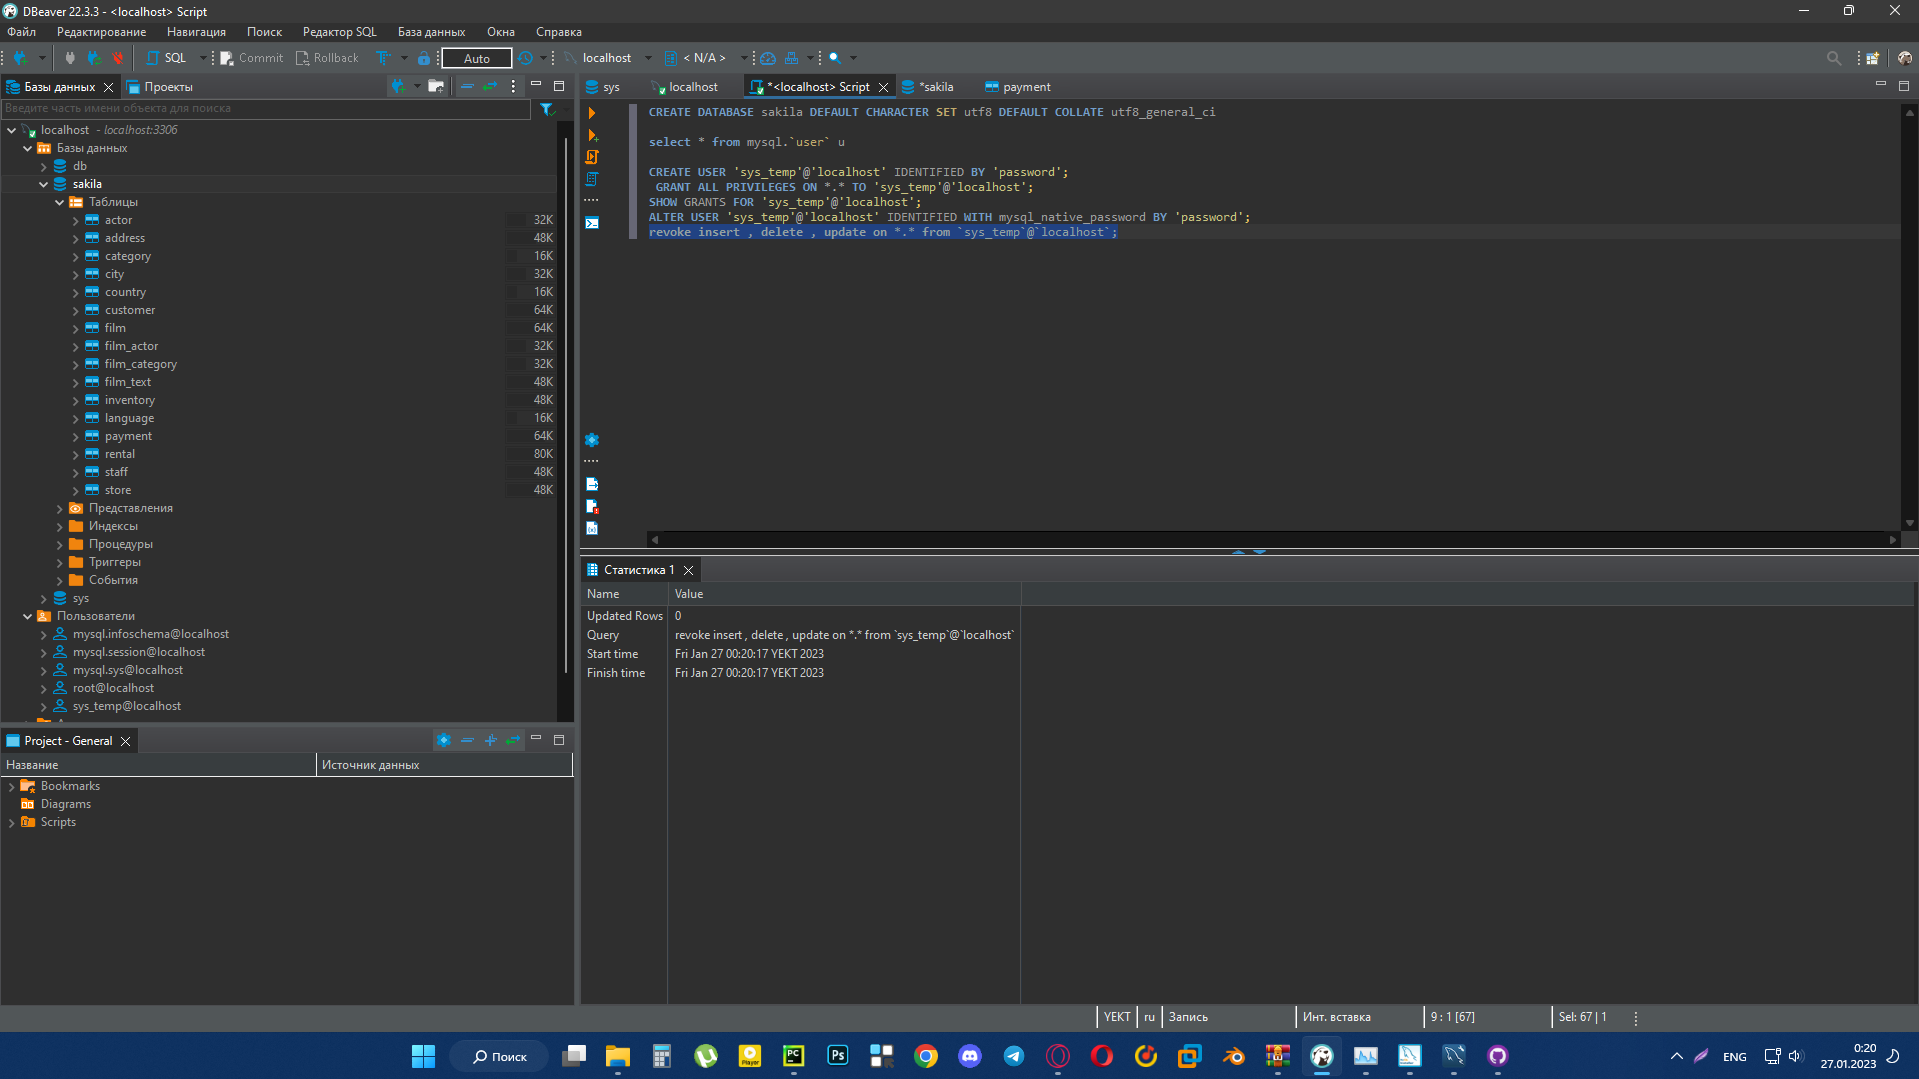 DBeaver 22.3.3 - <localhost> Script
Файл Редактирование Навигация Поиск Редактор SQL База данных Окна Справка
SQL Commit Rollback Auto localhost < N/A >
Базы данных Проекты
Введите часть имени объекта для поиска
localhost - localhost:3306
Базы данных
db
sakila
Таблицы
actor 32K
address 48K
category 16K
city 32K
country 16K
customer 64K
film 64K
film_actor 32K
film_category 32K
film_text 48K
inventory 48K
language 16K
payment 64K
rental 80K
staff 48K
store 48K
Представления
Индексы
Процедуры
Триггеры
События
sys
Пользователи
mysql.infoschema@localhost
mysql.session@localhost
mysql.sys@localhost
root@localhost
sys_temp@localhost
Project - General
Название Источник данных
Bookmarks
Diagrams
Scripts
sys localhost *<localhost> Script *sakila payment
CREATE DATABASE sakila DEFAULT CHARACTER SET utf8 DEFAULT COLLATE utf8_general_ci
select * from mysql.`user` u
CREATE USER 'sys_temp'@'localhost' IDENTIFIED BY 'password';
GRANT ALL PRIVILEGES ON *.* TO 'sys_temp'@'localhost';
SHOW GRANTS FOR 'sys_temp'@'localhost';
ALTER USER 'sys_temp'@'localhost' IDENTIFIED WITH mysql_native_password BY 'password';
revoke insert , delete , update on *.* from `sys_temp`@`localhost`;
Статистика 1
Name Value
Updated Rows 0
Query revoke insert , delete , update on *.* from `sys_temp`@`localhost`
Start time Fri Jan 27 00:20:17 YEKT 2023
Finish time Fri Jan 27 00:20:17 YEKT 2023
YEKT ru Запись Инт. вставка 9 : 1 [67] Sel: 67 | 1
Поиск
PC
Ps
Player
ENG
0:20
27.01.2023